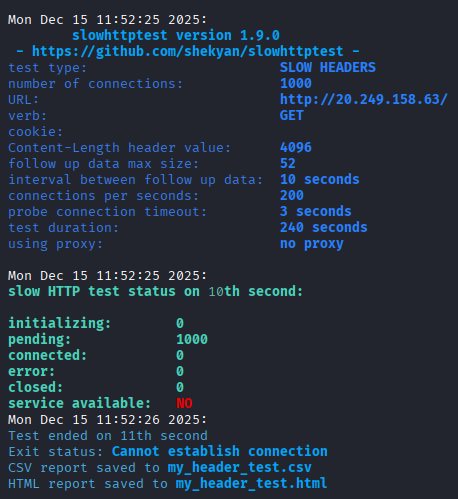 Mon Dec 15 11:52:25 2025:
slowhttptest version 1.9.0
- https://github.com/shekyan/slowhttptest -
test type: SLOW HEADERS
number of connections: 1000
URL: http://20.249.158.63/
verb: GET
cookie:
Content-Length header value: 4096
follow up data max size: 52
interval between follow up data: 10 seconds
connections per seconds: 200
probe connection timeout: 3 seconds
test duration: 240 seconds
using proxy: no proxy
Mon Dec 15 11:52:25 2025:
slow HTTP test status on 10th second:
initializing: 0
pending: 1000
connected: 0
error: 0
closed: 0
service available: NO
Mon Dec 15 11:52:26 2025:
Test ended on 11th second
Exit status: Cannot establish connection
CSV report saved to my_header_test.csv
HTML report saved to my_header_test.html